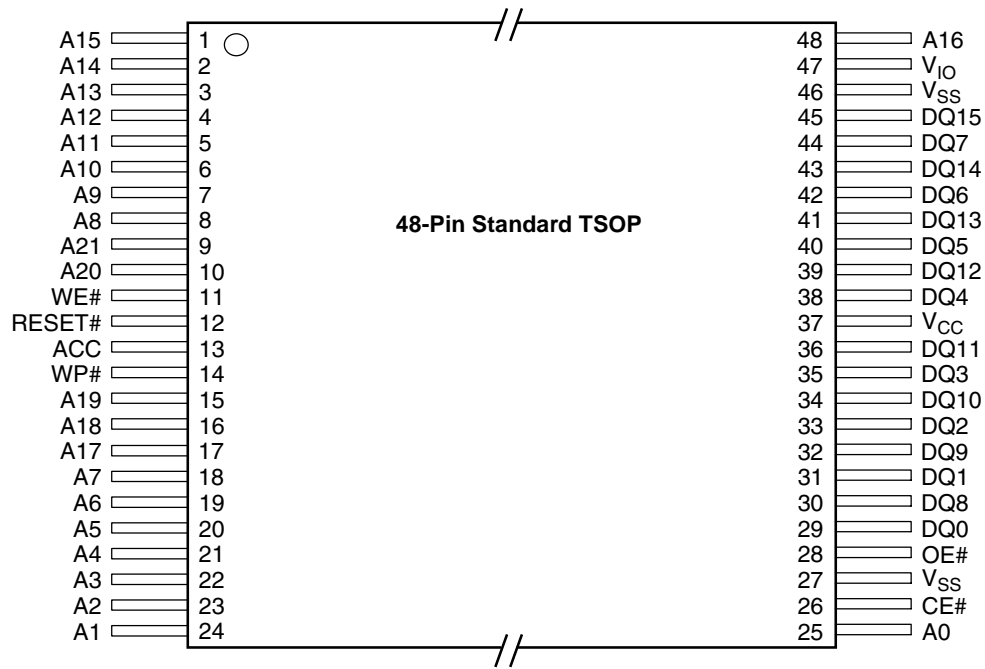 A15 1 48 A16
A14 2 47 VIO
A13 3 46 VSS
A12 4 45 DQ15
A11 5 44 DQ7
A10 6 43 DQ14
A9 7 42 DQ6
A8 8 48-Pin Standard TSOP 41 DQ13
A21 9 40 DQ5
A20 10 39 DQ12
WE# 11 38 DQ4
RESET# 12 37 VCC
ACC 13 36 DQ11
WP# 14 35 DQ3
A19 15 34 DQ10
A18 16 33 DQ2
A17 17 32 DQ9
A7 18 31 DQ1
A6 19 30 DQ8
A5 20 29 DQ0
A4 21 28 OE#
A3 22 27 VSS
A2 23 26 CE#
A1 24 25 A0